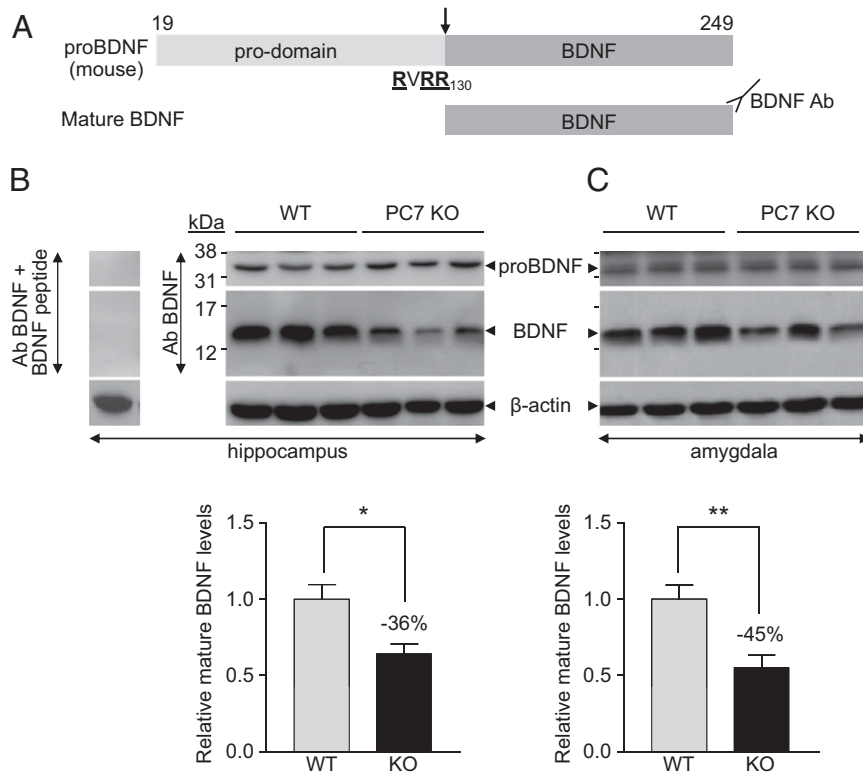 A
19
249
proBDNF
(mouse)
pro-domain
BDNF
RVRR130
Mature BDNF
BDNF
BDNF Ab
B
C
kDa
WT
PC7 KO
WT
PC7 KO
Ab BDNF +
BDNF peptide
Ab BDNF
38
31
17
12
proBDNF
BDNF
β-actin
hippocampus
amygdala
Relative mature BDNF levels
1.5
1.0
0.5
0.0
*
-36%
WT
KO
Relative mature BDNF levels
1.5
1.0
0.5
0.0
**
-45%
WT
KO